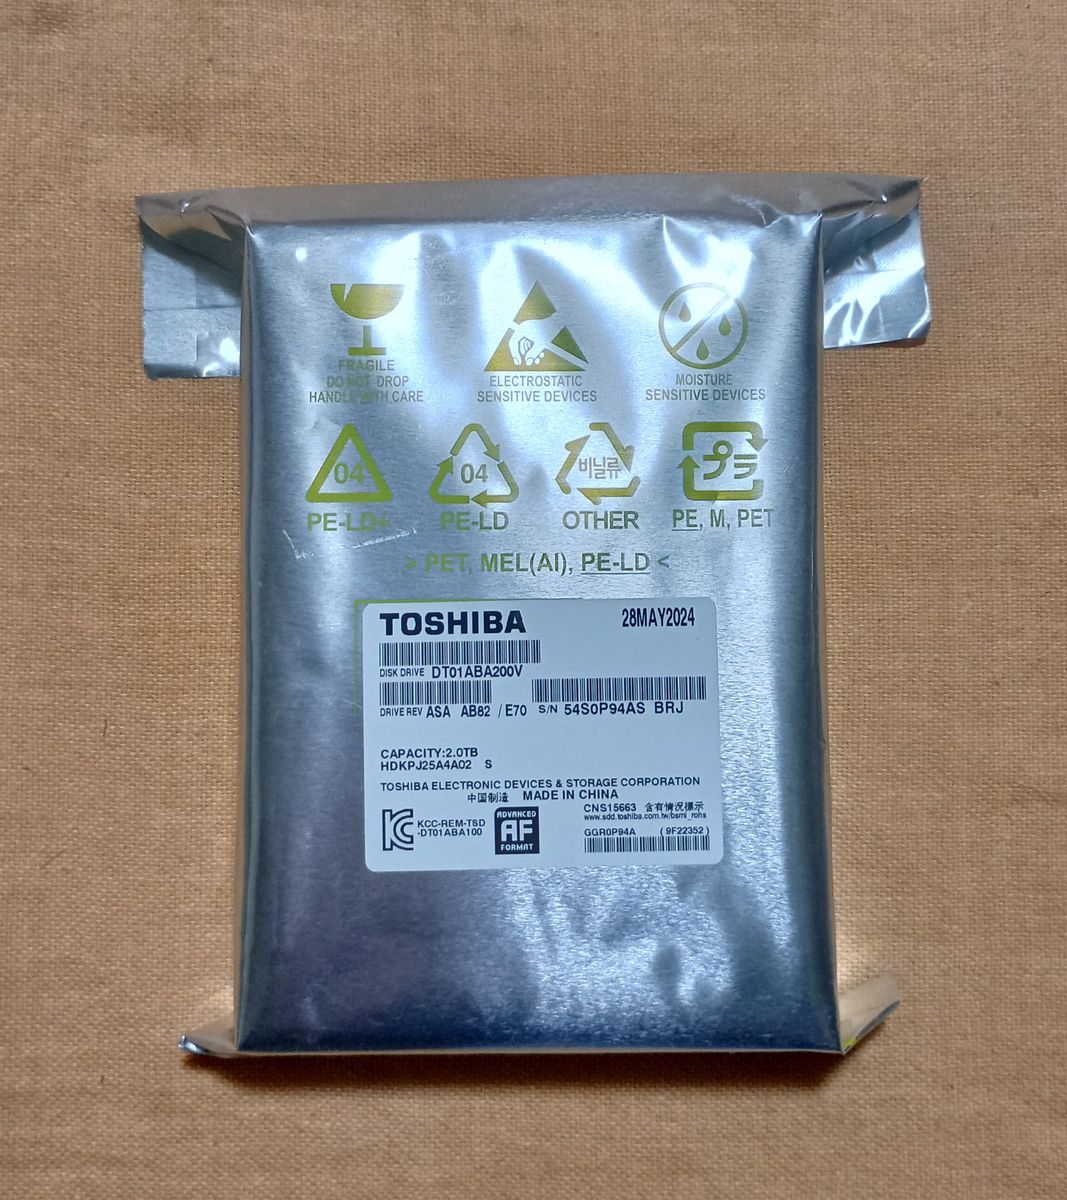 FRAGILE
DO NOT DROP
HANDLE WITH CARE
ELECTROSTATIC
SENSITIVE DEVICES
MOISTURE
SENSITIVE DEVICES
04 04 비닐류 プラ
PE-LD+ PE-LD OTHER PE, M, PET
> PET, MEL(Al), PE-LD <
TOSHIBA 28MAY2024
DISK DRIVE DT01ABA200V
DRIVE REV ASA AB82 / E70 S/N 54S0P94AS BRJ
CAPACITY:2.0TB
HDKPJ25A4A02 S
TOSHIBA ELECTRONIC DEVICES & STORAGE CORPORATION
中国制造 MADE IN CHINA
KCC-REM-TSD
-DT01ABA100
ADVANCED
AF
FORMAT
CNS15663 含有情況標示
www.sdd.toshiba.com.tw/bsmi_rohs
GGR0P94A (9F22352)